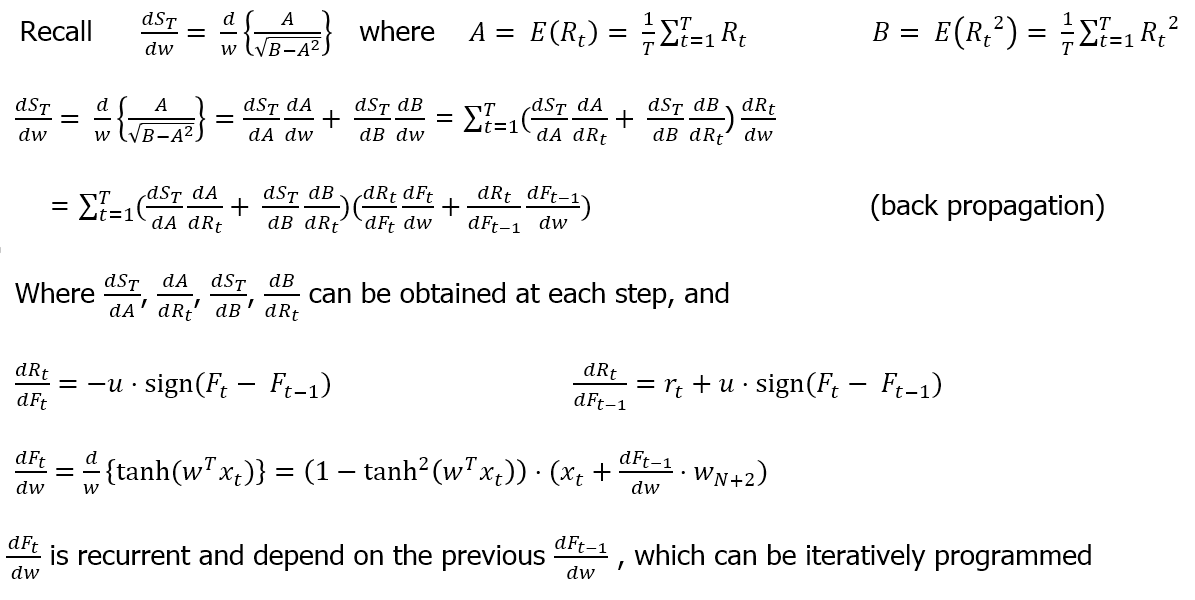 Recall $\frac{dS_T}{dw} = \frac{d}{w}\left\{\frac{A}{\sqrt{B-A^2}}\right\}$ where $A = E(R_t) = \frac{1}{T}\sum_{t=1}^{T} R_t$ $B = E(R_t{}^2) = \frac{1}{T}\sum_{t=1}^{T} R_t{}^2$
$\frac{dS_T}{dw} = \frac{d}{w}\left\{\frac{A}{\sqrt{B-A^2}}\right\} = \frac{dS_T}{dA}\frac{dA}{dw} + \frac{dS_T}{dB}\frac{dB}{dw} = \sum_{t=1}^{T}(\frac{dS_T}{dA}\frac{dA}{dR_t} + \frac{dS_T}{dB}\frac{dB}{dR_t})\frac{dR_t}{dw}$
$= \sum_{t=1}^{T}(\frac{dS_T}{dA}\frac{dA}{dR_t} + \frac{dS_T}{dB}\frac{dB}{dR_t})(\frac{dR_t}{dF_t}\frac{dF_t}{dw} + \frac{dR_t}{dF_{t-1}}\frac{dF_{t-1}}{dw})$ (back propagation)
Where $\frac{dS_T}{dA}, \frac{dA}{dR_t}, \frac{dS_T}{dB}, \frac{dB}{dR_t}$ can be obtained at each step, and
$\frac{dR_t}{dF_t} = -u \cdot \text{sign}(F_t - F_{t-1})$ $\frac{dR_t}{dF_{t-1}} = r_t + u \cdot \text{sign}(F_t - F_{t-1})$
$\frac{dF_t}{dw} = \frac{d}{w}\{\tanh(w^T x_t)\} = (1 - \tanh^2(w^T x_t)) \cdot (x_t + \frac{dF_{t-1}}{dw} \cdot w_{N+2})$
$\frac{dF_t}{dw}$ is recurrent and depend on the previous $\frac{dF_{t-1}}{dw}$ , which can be iteratively programmed